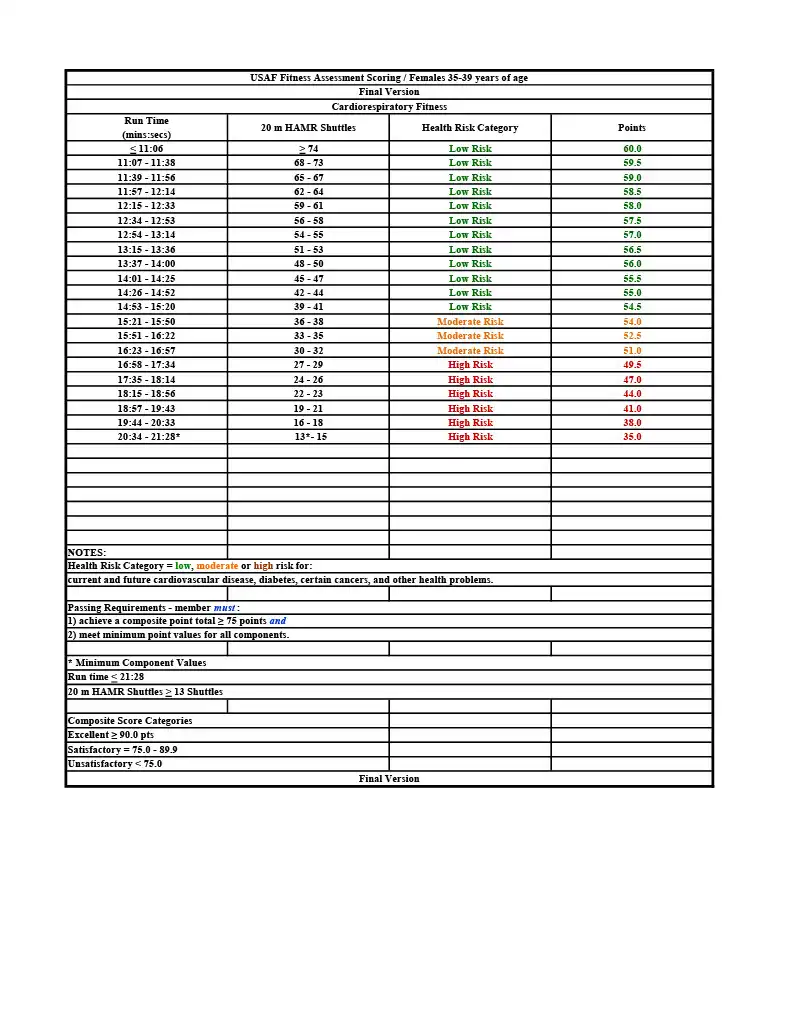 USAF Fitness Assessment Scoring / Females 35-39 years of age
Final Version
Cardiorespiratory Fitness
Run Time (mins:secs) 20 m HAMR Shuttles Health Risk Category Points
≤ 11:06 ≥ 74 Low Risk 60.0
11:07 - 11:38 68 - 73 Low Risk 59.5
11:39 - 11:56 65 - 67 Low Risk 59.0
11:57 - 12:14 62 - 64 Low Risk 58.5
12:15 - 12:33 59 - 61 Low Risk 58.0
12:34 - 12:53 56 - 58 Low Risk 57.5
12:54 - 13:14 54 - 55 Low Risk 57.0
13:15 - 13:36 51 - 53 Low Risk 56.5
13:37 - 14:00 48 - 50 Low Risk 56.0
14:01 - 14:25 45 - 47 Low Risk 55.5
14:26 - 14:52 42 - 44 Low Risk 55.0
14:53 - 15:20 39 - 41 Low Risk 54.5
15:21 - 15:50 36 - 38 Moderate Risk 54.0
15:51 - 16:22 33 - 35 Moderate Risk 52.5
16:23 - 16:57 30 - 32 Moderate Risk 51.0
16:58 - 17:34 27 - 29 High Risk 49.5
17:35 - 18:14 24 - 26 High Risk 47.0
18:15 - 18:56 22 - 23 High Risk 44.0
18:57 - 19:43 19 - 21 High Risk 41.0
19:44 - 20:33 16 - 18 High Risk 38.0
20:34 - 21:28* 13*- 15 High Risk 35.0
NOTES:
Health Risk Category = low, moderate or high risk for:
current and future cardiovascular disease, diabetes, certain cancers, and other health problems.
Passing Requirements - member must :
1) achieve a composite point total ≥ 75 points and
2) meet minimum point values for all components.
* Minimum Component Values
Run time ≤ 21:28
20 m HAMR Shuttles ≥ 13 Shuttles
Composite Score Categories
Excellent ≥ 90.0 pts
Satisfactory = 75.0 - 89.9
Unsatisfactory < 75.0
Final Version